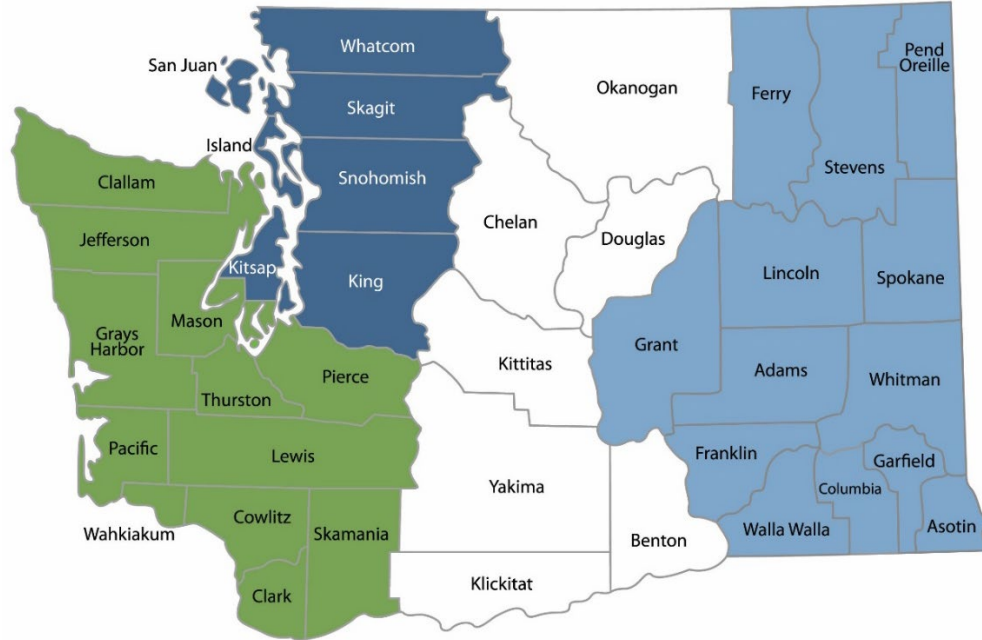 Whatcom
San Juan
Skagit
Island
Snohomish
King
Kitsap
Clallam
Jefferson
Grays
Harbor
Mason
Thurston
Pierce
Pacific
Lewis
Wahkiakum
Cowlitz
Skamania
Clark
Okanogan
Chelan
Douglas
Kittitas
Yakima
Klickitat
Benton
Ferry
Stevens
Pend
Oreille
Lincoln
Spokane
Grant
Adams
Whitman
Franklin
Walla Walla
Columbia
Garfield
Asotin